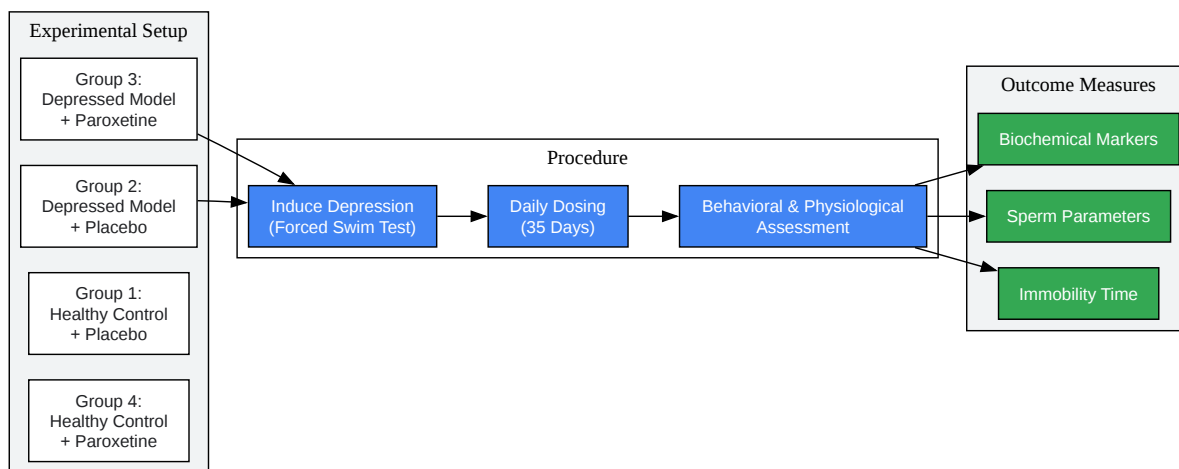 Experimental Setup
Group 3:
Depressed Model
+ Paroxetine
Group 2:
Depressed Model
+ Placebo
Group 1:
Healthy Control
+ Placebo
Group 4:
Healthy Control
+ Paroxetine
Procedure
Induce Depression
(Forced Swim Test)
Daily Dosing
(35 Days)
Behavioral & Physiological
Assessment
Outcome Measures
Biochemical Markers
Sperm Parameters
Immobility Time